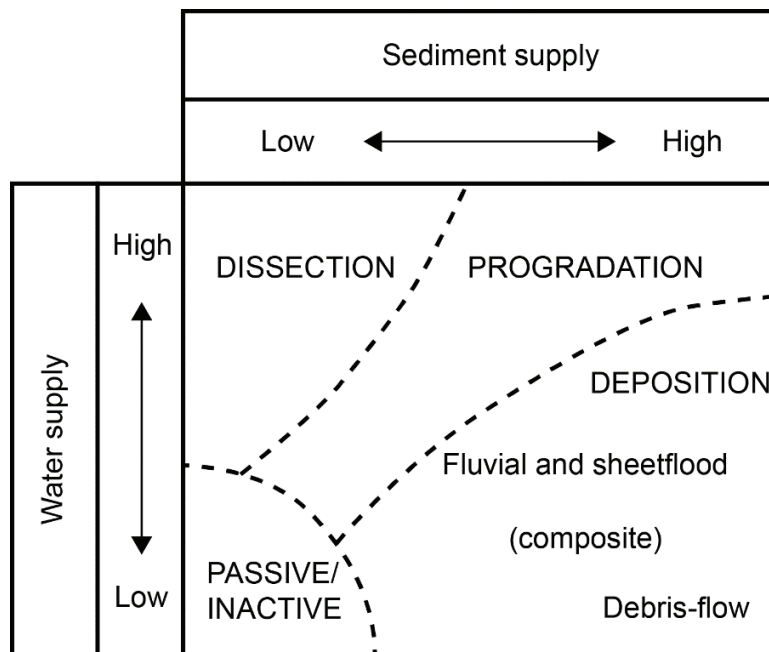 Sediment supply
Low
High
Water supply
High
Low
DISSECTION
PROGRADATION
DEPOSITION
Fluvial and sheetflood
(composite)
Debris-flow
PASSIVE/
INACTIVE